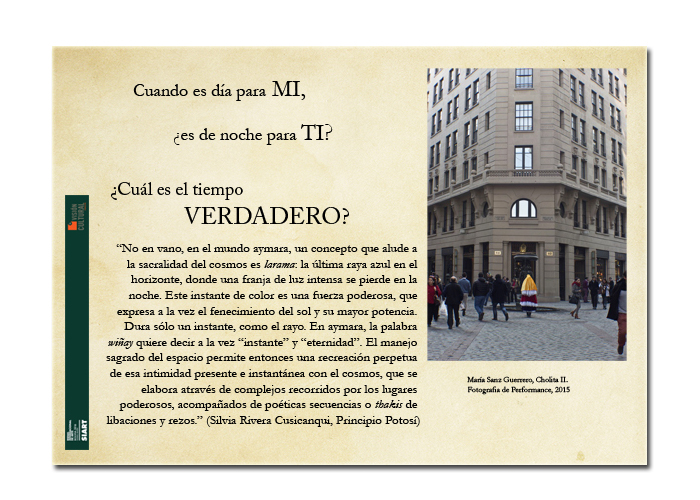 Cuando es día para MI,
¿es de noche para TI?
¿Cuál es el tiempo
VERDADERO?
“No en vano, en el mundo aymara, un concepto que alude a
la sacralidad del cosmos es larama: la última raya azul en el
horizonte, donde una franja de luz intensa se pierde en la
noche. Este instante de color es una fuerza poderosa, que
expresa a la vez el fenecimiento del sol y su mayor potencia.
Dura sólo un instante, como el rayo. En aymara, la palabra
wiñay quiere decir a la vez “instante” y “eternidad”. El manejo
sagrado del espacio permite entonces una recreación perpetua
de esa intimidad presente e instantánea con el cosmos, que se
elabora através de complejos recorridos por los lugares
poderosos, acompañados de poéticas secuencias o thakis de
libaciones y rezos.” (Silvia Rivera Cusicanqui, Principio Potosí)
María Sanz Guerrero, Cholita II.
Fotografía de Performance, 2015
VISIÓN
CULTURAL
SIART